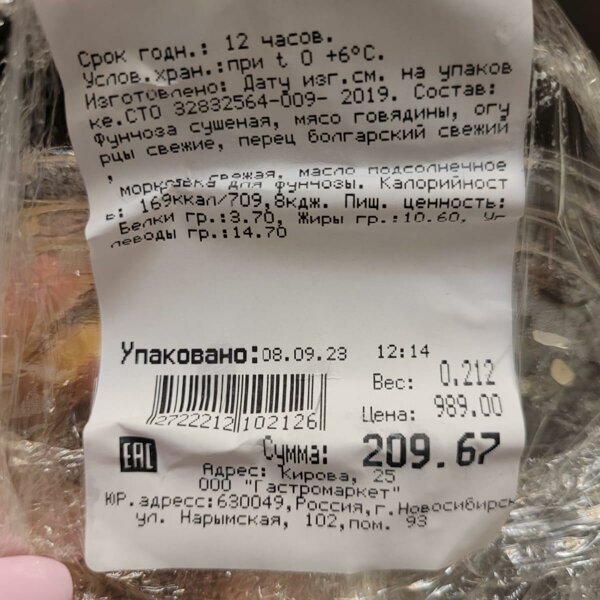 Срок годн.: 12 часов.
Услов.хран.:при t 0 +6°С.
Изготовлено: Дату изг.см. на упаков
ке.СТО 32832564-009- 2019. Состав:
Фунчоза сушеная, мясо говядины, огу
рцы свежие, перец болгарский свежий
, морковь свежая, масло подсолнечное
, заправка для фунчозы. Калорийност
ь: 169ккал/709,8кдж. Пищ. ценность:
Белки гр.:3.70, Жиры гр.:10.60, Уг
леводы гр.:14.70
Упаковано:08.09.23 12:14
Вес: 0.212
Цена: 989.00
2722212 102126
Сумма: 209.67
EAC
Адрес: Кирова, 25
ООО "Гастромаркет"
ЮР.адрес:630049,Россия,г.Новосибирск
ул. Нарымская, 102,пом. 93